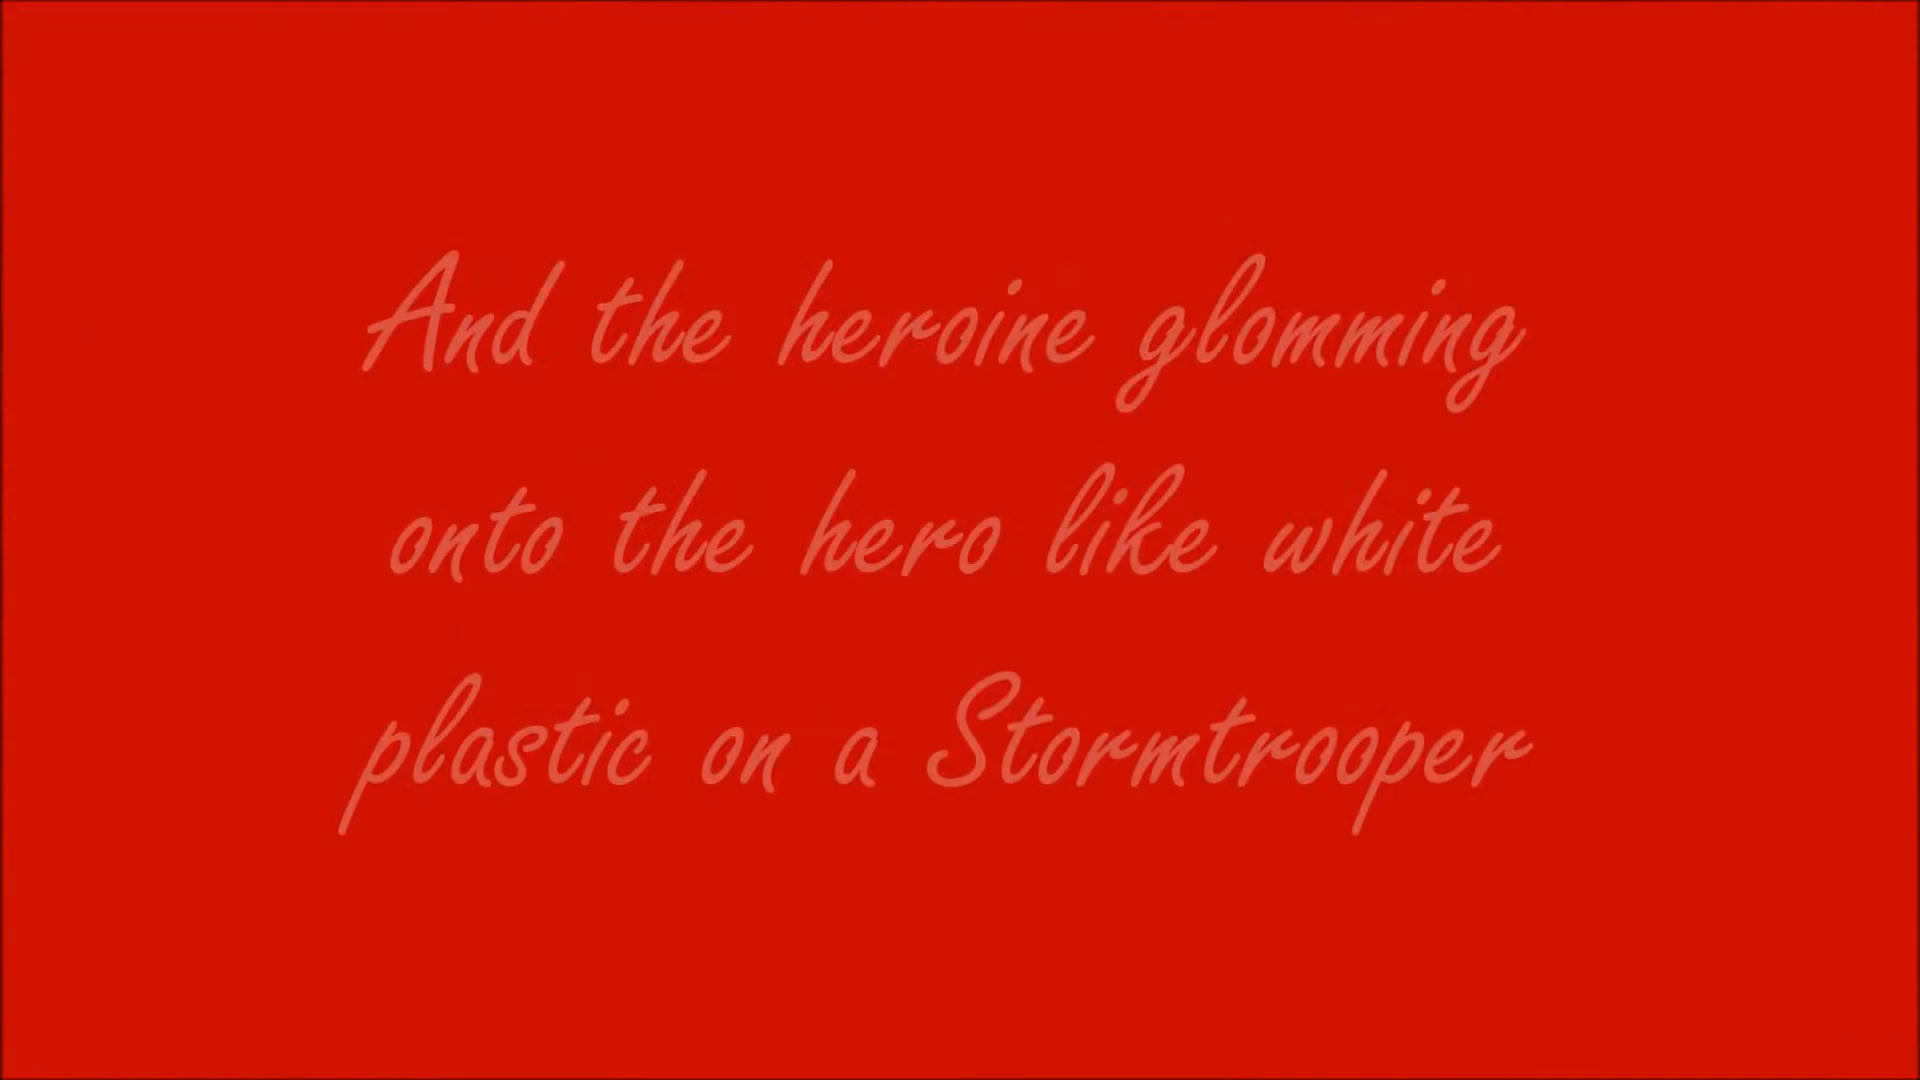 And the heroine glomming
onto the hero like white
plastic on a Stormtrooper